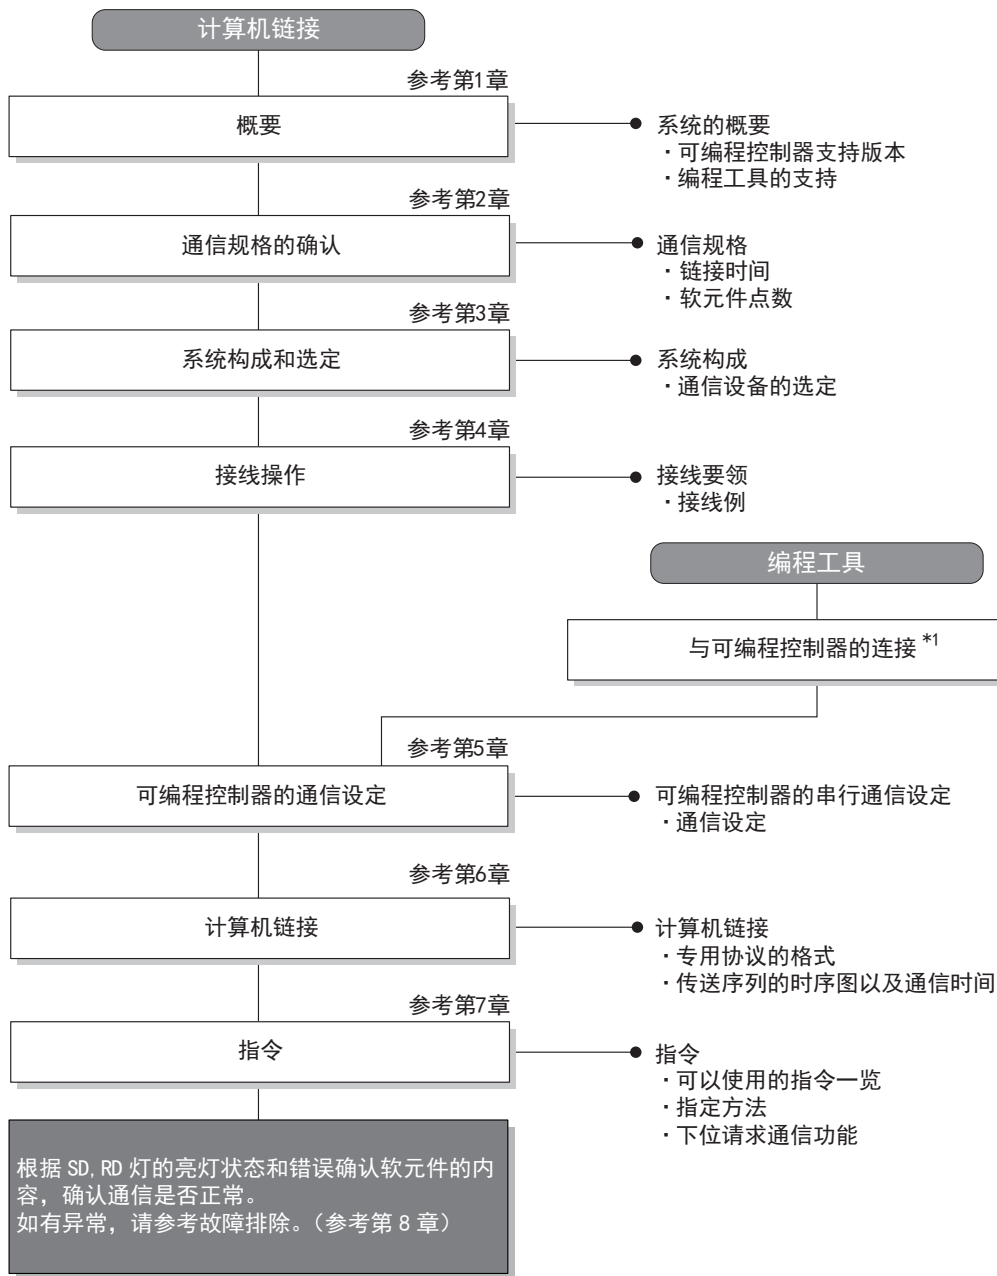 计算机链接
参考第1章
概要
系统的概要
·可编程控制器支持版本
·编程工具的支持
参考第2章
通信规格的确认
通信规格
·链接时间
·软元件点数
参考第3章
系统构成和选定
系统构成
·通信设备的选定
参考第4章
接线操作
接线要领
·接线例
编程工具
与可编程控制器的连接 *1
参考第5章
可编程控制器的通信设定
可编程控制器的串行通信设定
·通信设定
参考第6章
计算机链接
计算机链接
·专用协议的格式
·传送序列的时序图以及通信时间
参考第7章
指令
指令
·可以使用的指令一览
·指定方法
·下位请求通信功能
根据 SD, RD 灯的亮灯状态和错误确认软元件的内
容，确认通信是否正常。
如有异常，请参考故障排除。（参考第 8 章）